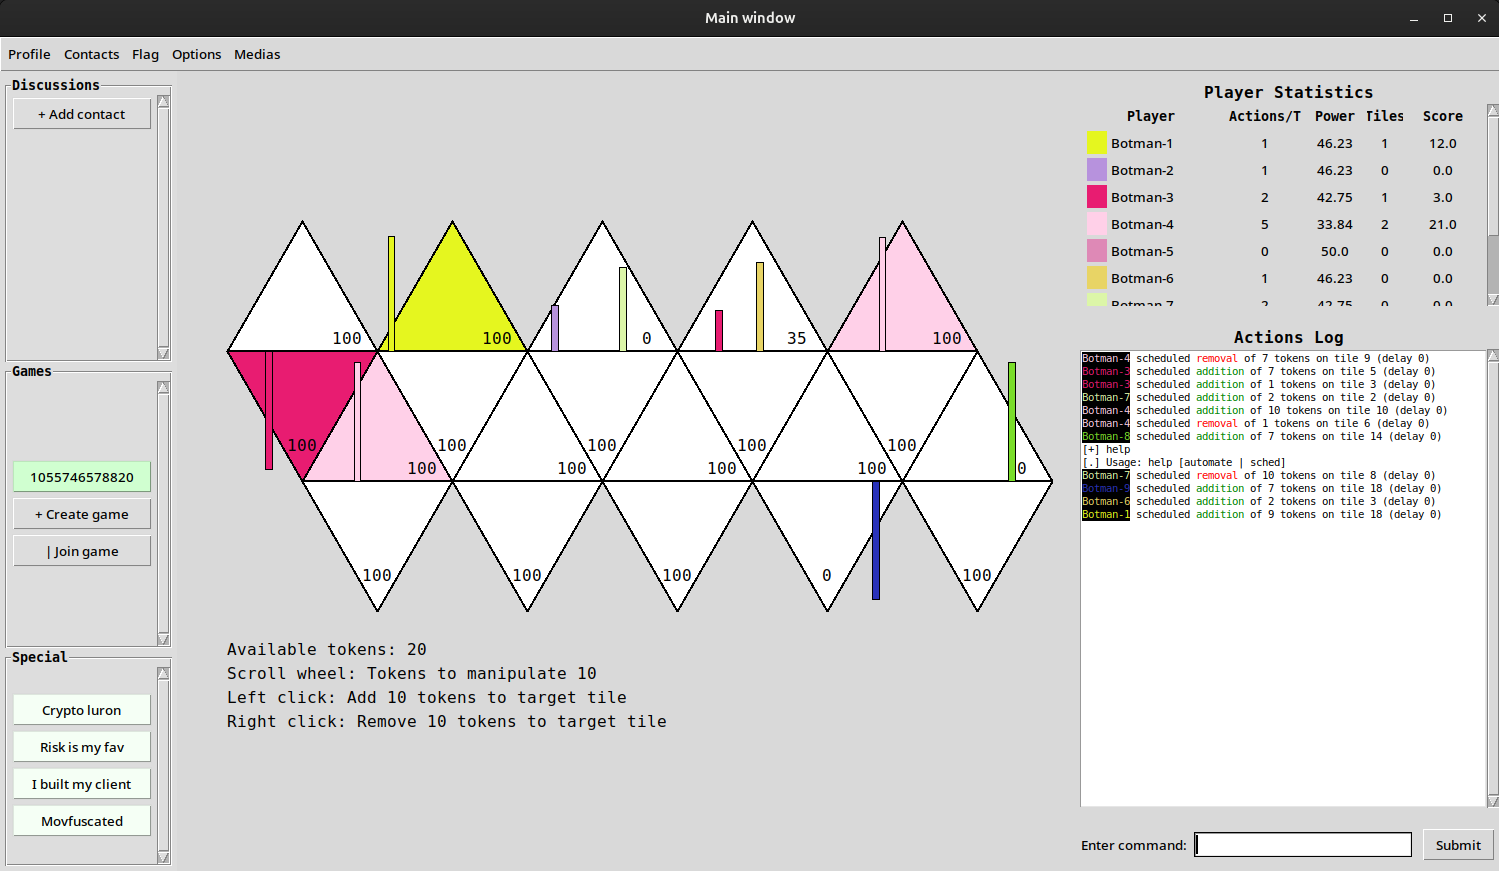 Main window
Profile Contacts Flag Options Medias
Discussions
+ Add contact
Games
1055746578820
+ Create game
| Join game
Special
Crypto luron
Risk is my fav
I built my client
Movfuscated
100 100 0 35 100
100 100 100 100 100
100 100 100 100 0
100 100 100 0 100
Available tokens: 20
Scroll wheel: Tokens to manipulate 10
Left click: Add 10 tokens to target tile
Right click: Remove 10 tokens to target tile
Player Statistics
Player Actions/T Power Tiles Score
Botman-1 1 46.23 1 12.0
Botman-2 1 46.23 0 0.0
Botman-3 2 42.75 1 3.0
Botman-4 5 33.84 2 21.0
Botman-5 0 50.0 0 0.0
Botman-6 1 46.23 0 0.0
Botman-7 2 42.75 0 0.0
Actions Log
Botman-4 scheduled removal of 7 tokens on tile 9 (delay 0)
Botman-3 scheduled addition of 7 tokens on tile 5 (delay 0)
Botman-3 scheduled addition of 1 tokens on tile 3 (delay 0)
Botman-7 scheduled addition of 2 tokens on tile 2 (delay 0)
Botman-4 scheduled addition of 10 tokens on tile 10 (delay 0)
Botman-4 scheduled removal of 1 tokens on tile 6 (delay 0)
Botman-8 scheduled addition of 7 tokens on tile 14 (delay 0)
[+] help
[.] Usage: help [automate | sched]
Botman-7 scheduled removal of 10 tokens on tile 8 (delay 0)
Botman-9 scheduled addition of 7 tokens on tile 18 (delay 0)
Botman-6 scheduled addition of 2 tokens on tile 3 (delay 0)
Botman-1 scheduled addition of 9 tokens on tile 18 (delay 0)
Enter command: Submit